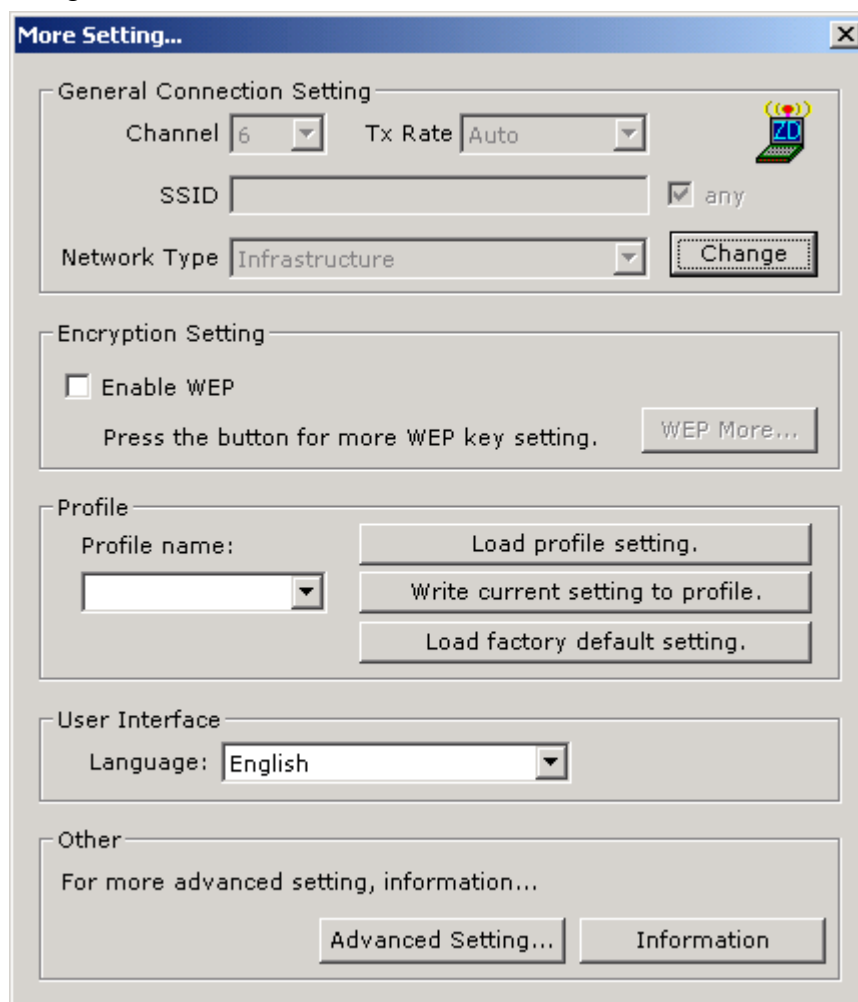 More Setting...
General Connection Setting
Channel 6 Tx Rate Auto
ZD
SSID any
Network Type Infrastructure Change
Encryption Setting
Enable WEP
Press the button for more WEP key setting. WEP More...
Profile
Profile name: Load profile setting.
Write current setting to profile.
Load factory default setting.
User Interface
Language: English
Other
For more advanced setting, information...
Advanced Setting... Information